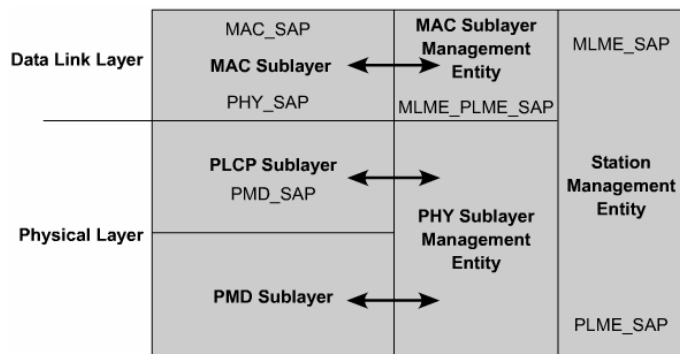 Data Link Layer
MAC_SAP
MAC Sublayer
PHY_SAP
MAC Sublayer
Management
Entity
MLME_PLME_SAP
MLME_SAP
Physical Layer
PLCP Sublayer
PMD_SAP
PMD Sublayer
PHY Sublayer
Management
Entity
Station
Management
Entity
PLME_SAP